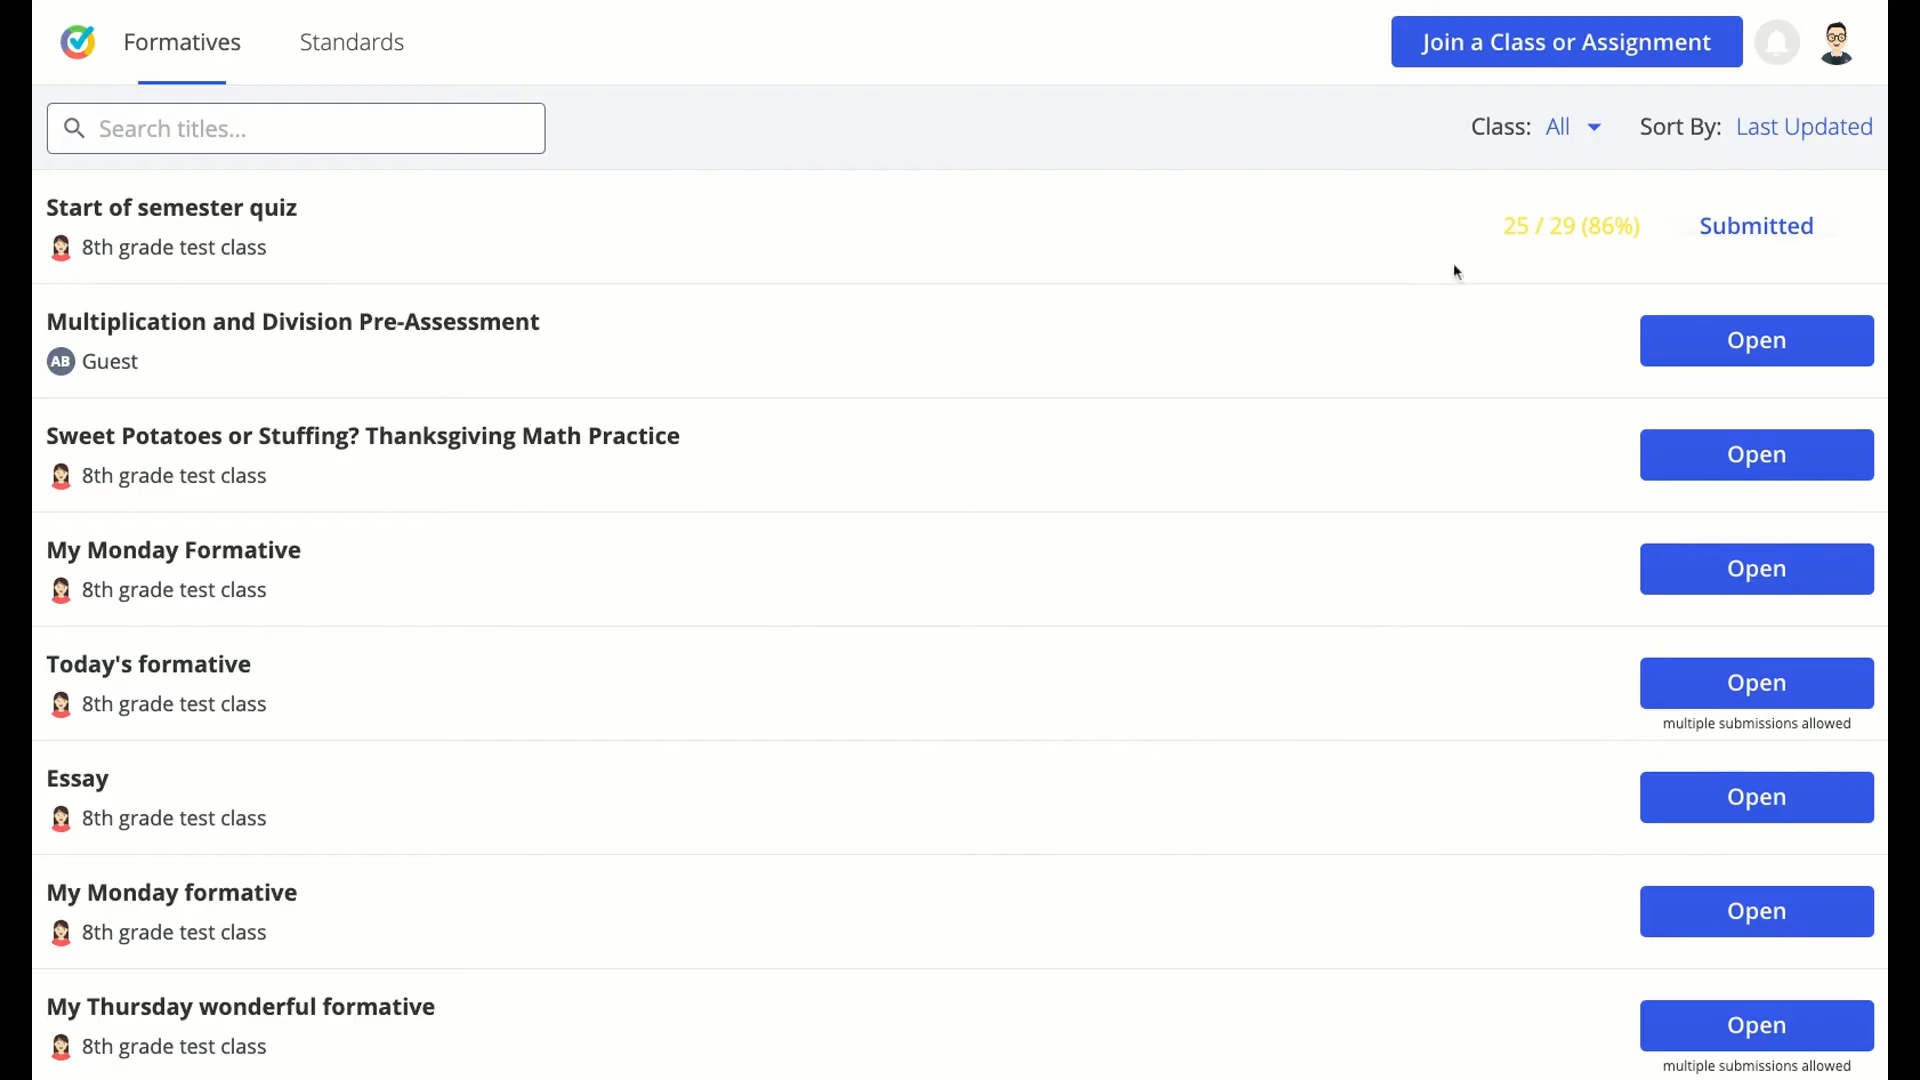 Formatives Standards Join a Class or Assignment
Search titles... Class: All Sort By: Last Updated
Start of semester quiz
8th grade test class
25 / 29 (86%) Submitted
Multiplication and Division Pre-Assessment
AB Guest
Open
Sweet Potatoes or Stuffing? Thanksgiving Math Practice
8th grade test class
Open
My Monday Formative
8th grade test class
Open
Today's formative
8th grade test class
Open
multiple submissions allowed
Essay
8th grade test class
Open
My Monday formative
8th grade test class
Open
My Thursday wonderful formative
8th grade test class
Open
multiple submissions allowed